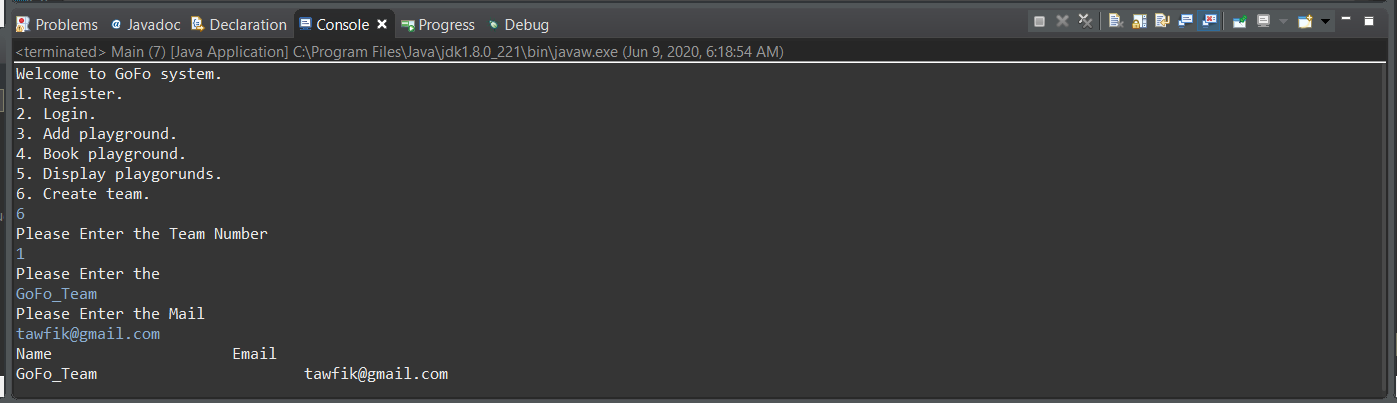 Problems Javadoc Declaration Console Progress Debug
<terminated> Main (7) [Java Application] C:\Program Files\Java\jdk1.8.0_221\bin\javaw.exe (Jun 9, 2020, 6:18:54 AM)
Welcome to GoFo system.
1. Register.
2. Login.
3. Add playground.
4. Book playground.
5. Display playgorunds.
6. Create team.
6
Please Enter the Team Number
1
Please Enter the
GoFo_Team
Please Enter the Mail
tawfik@gmail.com
Name Email
GoFo_Team tawfik@gmail.com